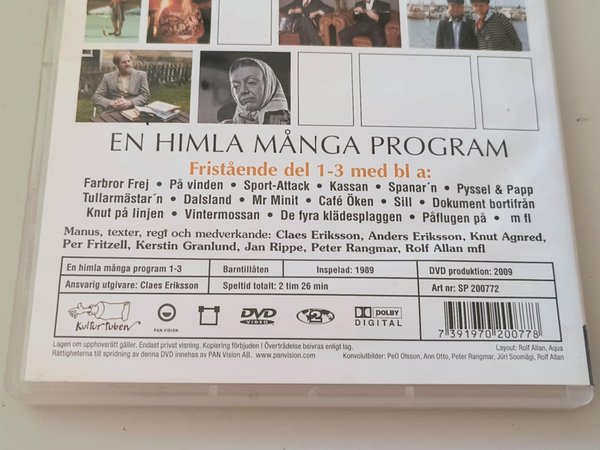 EN HIMLA MÅNGA PROGRAM
Fristående del 1-3 med bl a:
Farbror Frej • På vinden • Sport-Attack • Kassan • Spanar´n • Pyssel & Papp
Tullarmästar´n • Dalsland • Mr Minit • Café Öken • Sill • Dokument bortifrån
Knut på linjen • Vintermossan • De fyra klädesplaggen • Påflugen på • m fl
Manus, texter, regi och medverkande: Claes Eriksson, Anders Eriksson, Knut Agnred,
Per Fritzell, Kerstin Granlund, Jan Rippe, Peter Rangmar, Rolf Allan mfl
En himla många program 1-3
Barntillåten
Inspelad: 1989
DVD produktion: 2009
Ansvarig utgivare: Claes Eriksson
Speltid totalt: 2 tim 26 min
Art nr: SP 200772
Kulturtuben
PAN VISION
DVD
VIDEO
2
DOLBY
DIGITAL
7 391970 200778
Lagen om upphovsrätt gäller. Endast privat visning. Kopiering förbjuden ! Överträdelse beivras enligt lag.
Layout: Rolf Allan, Aqua
Rättigheterna till spridning av denna DVD innehas av PAN Vision AB. www.panvision.com
Konvolutbilder: PeO Olsson, Ann Otto, Peter Rangmar, Jüri Soomägi, Rolf Allan